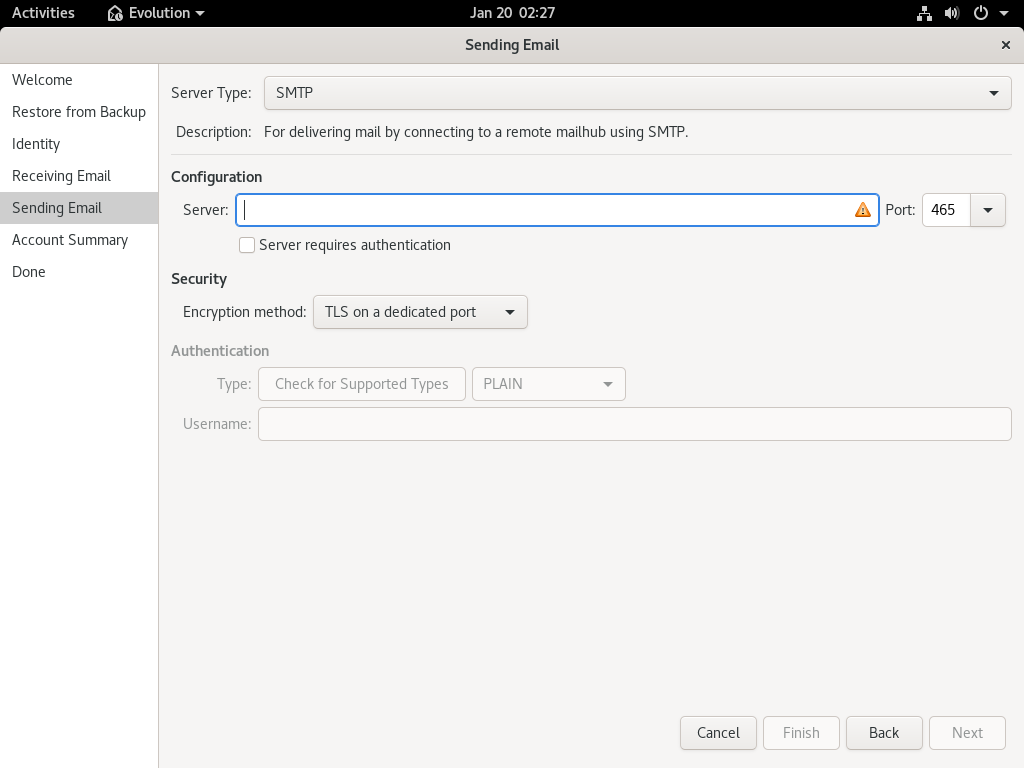 Activities Evolution Jan 20 02:27
Sending Email
Welcome
Restore from Backup
Identity
Receiving Email
Sending Email
Account Summary
Done
Server Type: SMTP
Description: For delivering mail by connecting to a remote mailhub using SMTP.
Configuration
Server: Port: 465
Server requires authentication
Security
Encryption method: TLS on a dedicated port
Authentication
Type: Check for Supported Types PLAIN
Username:
Cancel Finish Back Next